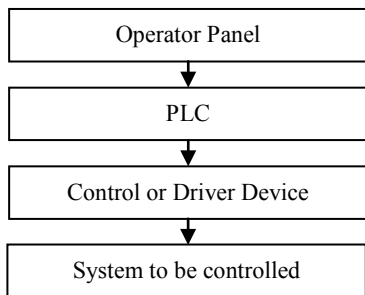 Operator Panel
PLC
Control or Driver Device
System to be controlled